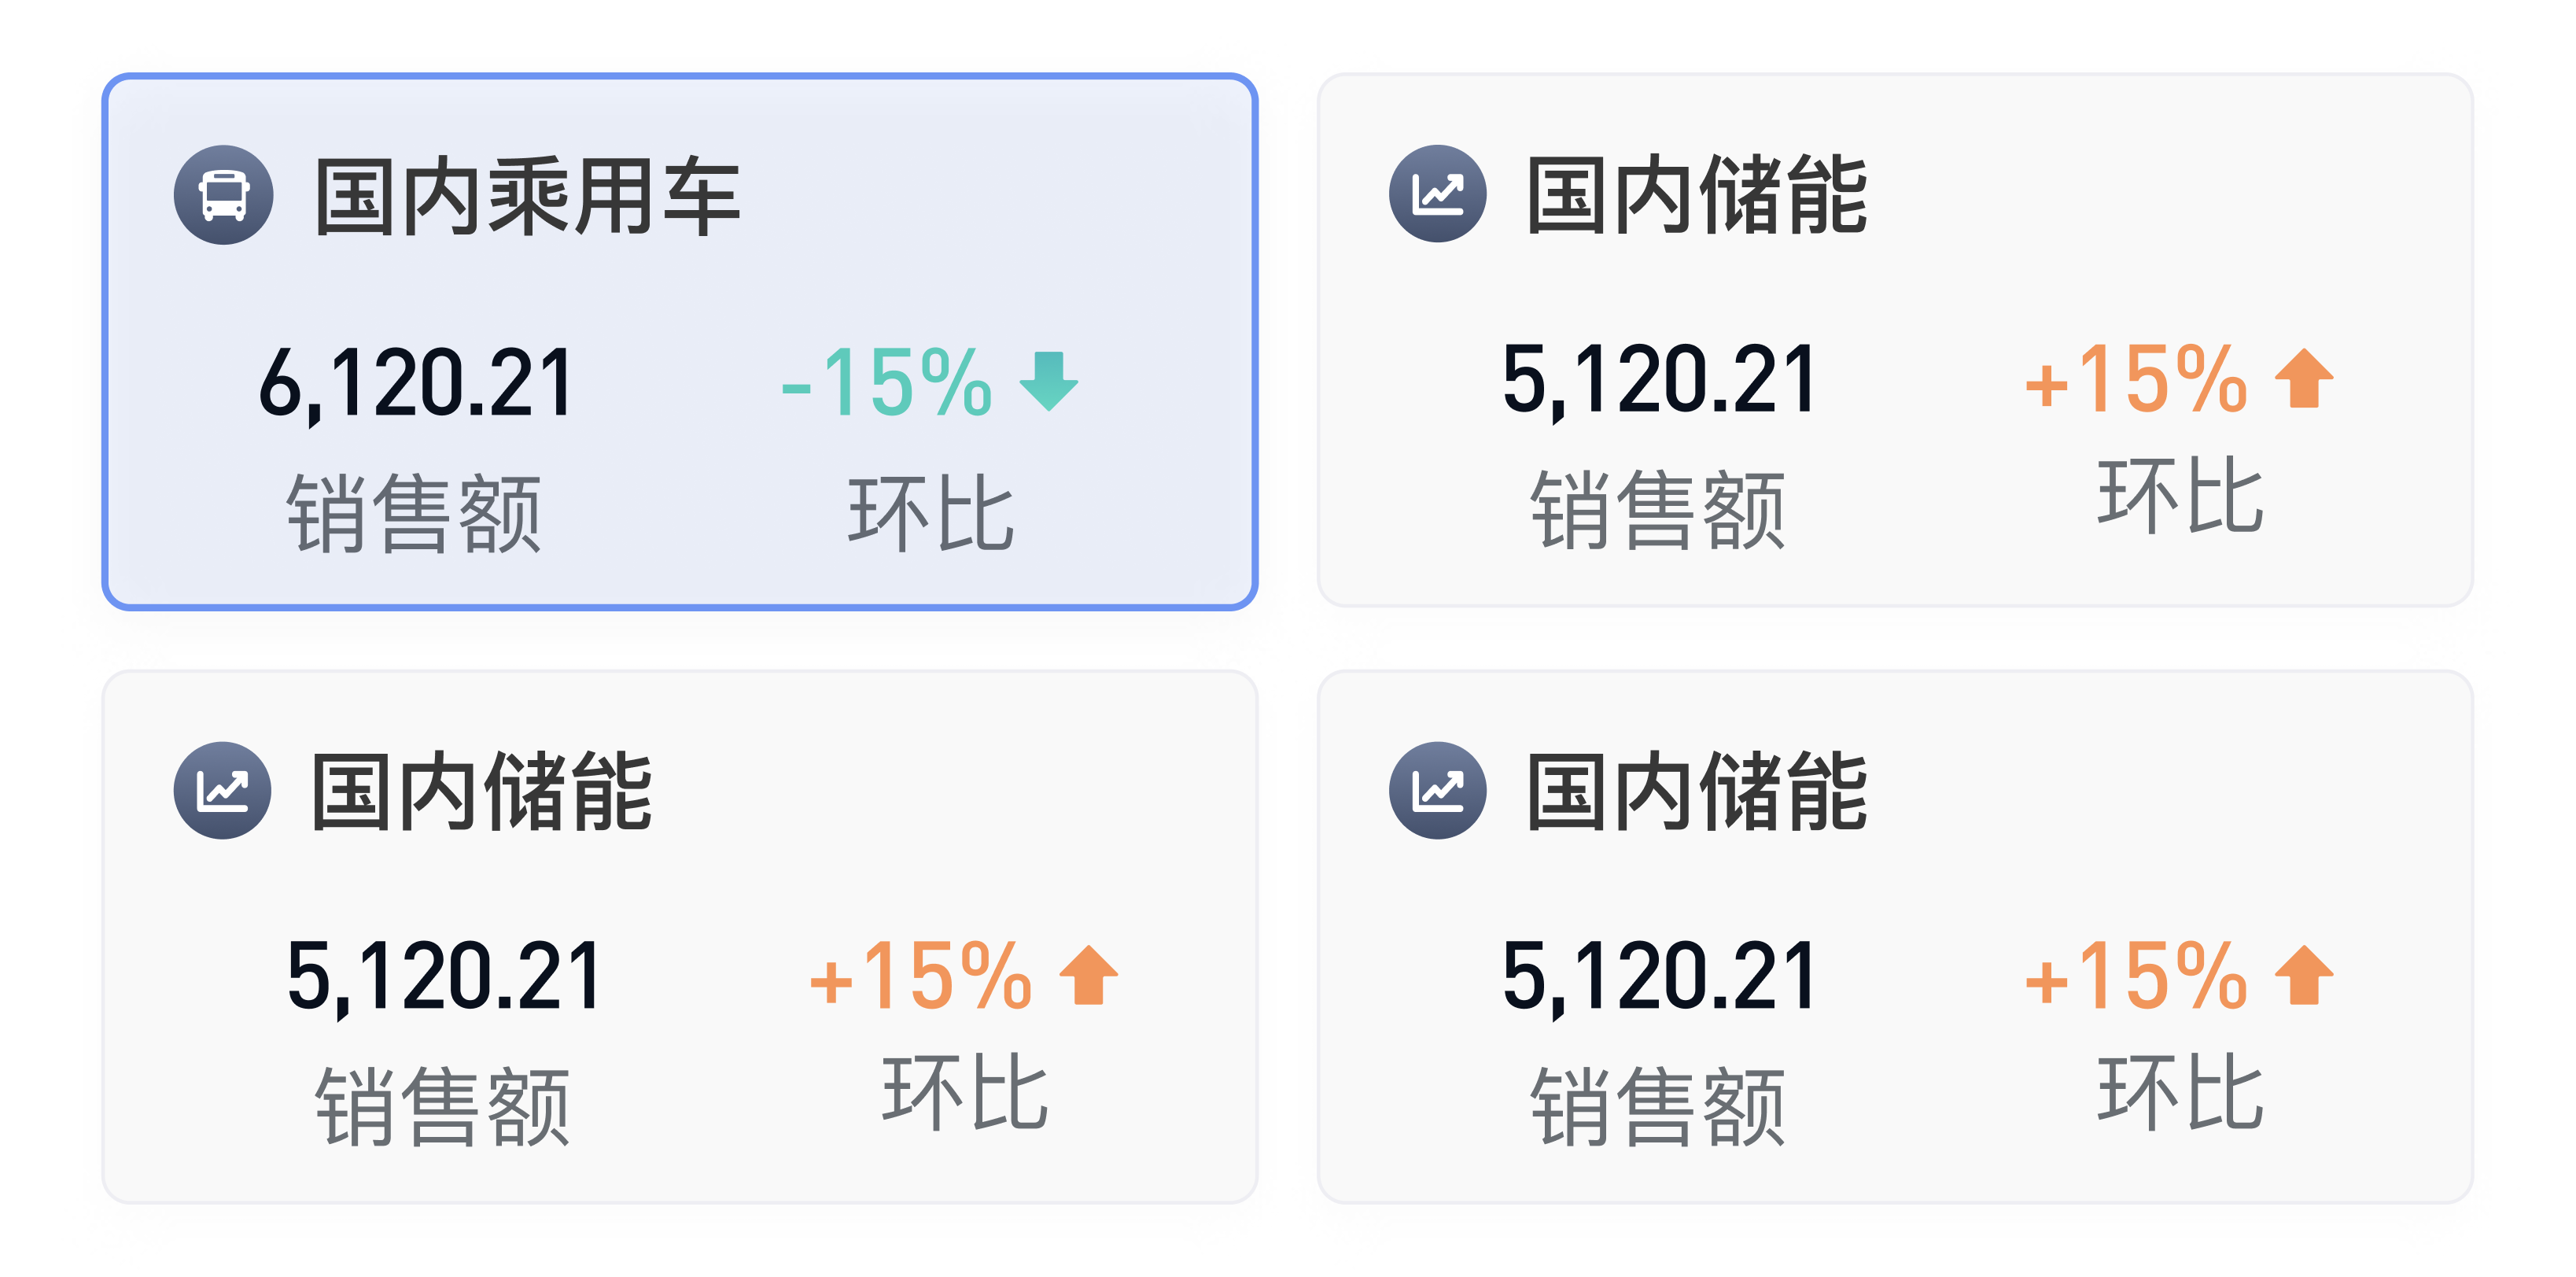 国内乘用车
6,120.21 -15%
销售额 环比
国内储能
5,120.21 +15%
销售额 环比
国内储能
5,120.21 +15%
销售额 环比
国内储能
5,120.21 +15%
销售额 环比